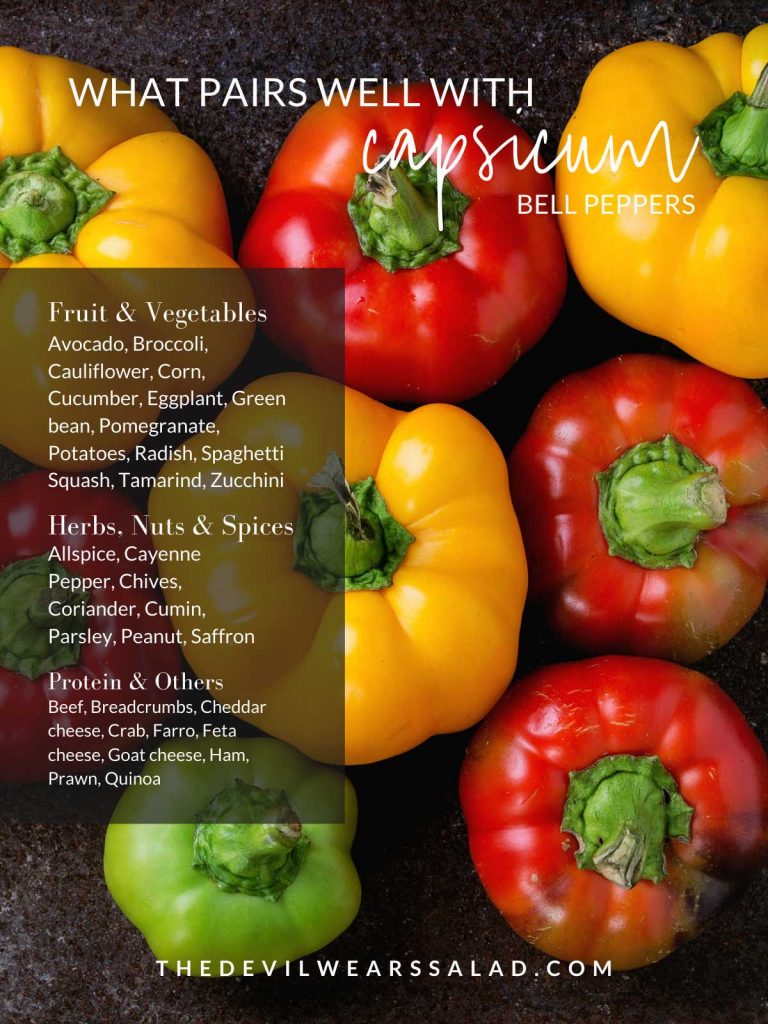 WHAT PAIRS WELL WITH
capsicum
BELL PEPPERS
Fruit & Vegetables
Avocado, Broccoli,
Cauliflower, Corn,
Cucumber, Eggplant, Green
bean, Pomegranate,
Potatoes, Radish, Spaghetti
Squash, Tamarind, Zucchini
Herbs, Nuts & Spices
Allspice, Cayenne
Pepper, Chives,
Coriander, Cumin,
Parsley, Peanut, Saffron
Protein & Others
Beef, Breadcrumbs, Cheddar
cheese, Crab, Farro, Feta
cheese, Goat cheese, Ham,
Prawn, Quinoa
THEDEVILWEARSSALAD.COM